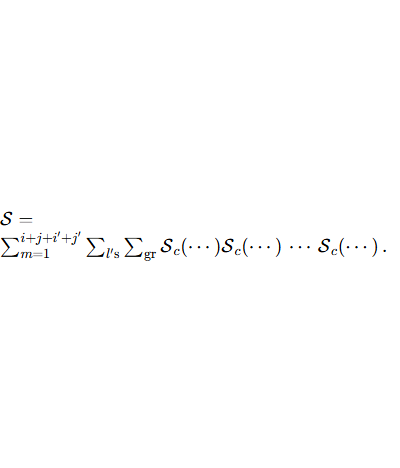 𝓢 =
∑_{m=1}^{i+j+i′+j′} ∑_{l's} ∑_{gr} 𝓢_c(⋯)𝓢_c(⋯) ⋯ 𝓢_c(⋯) .